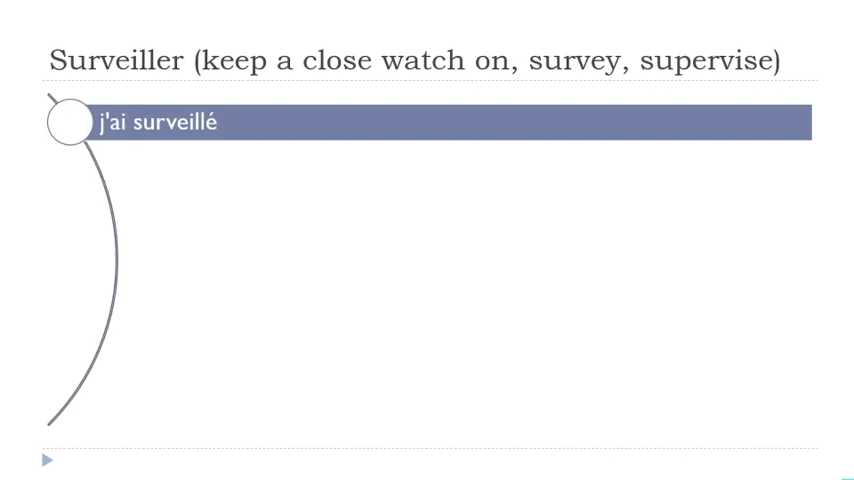 Surveiller (keep a close watch on, survey, supervise)
j'ai surveillé